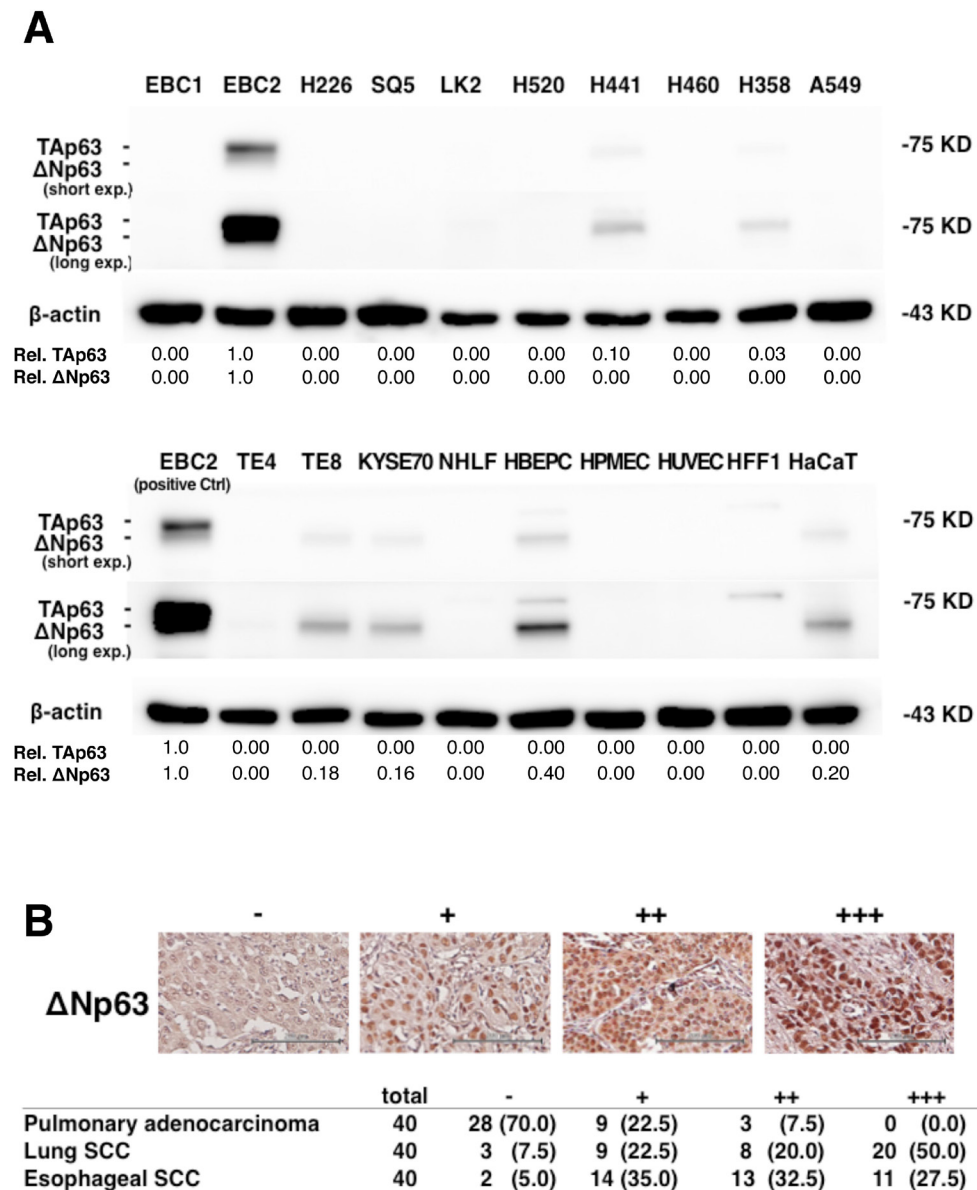 A
EBC1 EBC2 H226 SQ5 LK2 H520 H441 H460 H358 A549
TAp63 - -75 KD
ΔNp63 -
(short exp.)
TAp63 - -75 KD
ΔNp63 -
(long exp.)
β-actin -43 KD
Rel. TAp63 0.00 1.0 0.00 0.00 0.00 0.00 0.10 0.00 0.03 0.00
Rel. ΔNp63 0.00 1.0 0.00 0.00 0.00 0.00 0.00 0.00 0.00 0.00
EBC2 TE4 TE8 KYSE70 NHLF HBEPC HPMEC HUVEC HFF1 HaCaT
(positive Ctrl)
TAp63 - -75 KD
ΔNp63 -
(short exp.)
TAp63 - -75 KD
ΔNp63 -
(long exp.)
β-actin -43 KD
Rel. TAp63 1.0 0.00 0.00 0.00 0.00 0.00 0.00 0.00 0.00 0.00
Rel. ΔNp63 1.0 0.00 0.18 0.16 0.00 0.40 0.00 0.00 0.00 0.20
B
- + ++ +++
ΔNp63
total - + ++ +++
Pulmonary adenocarcinoma 40 28 (70.0) 9 (22.5) 3 (7.5) 0 (0.0)
Lung SCC 40 3 (7.5) 9 (22.5) 8 (20.0) 20 (50.0)
Esophageal SCC 40 2 (5.0) 14 (35.0) 13 (32.5) 11 (27.5)